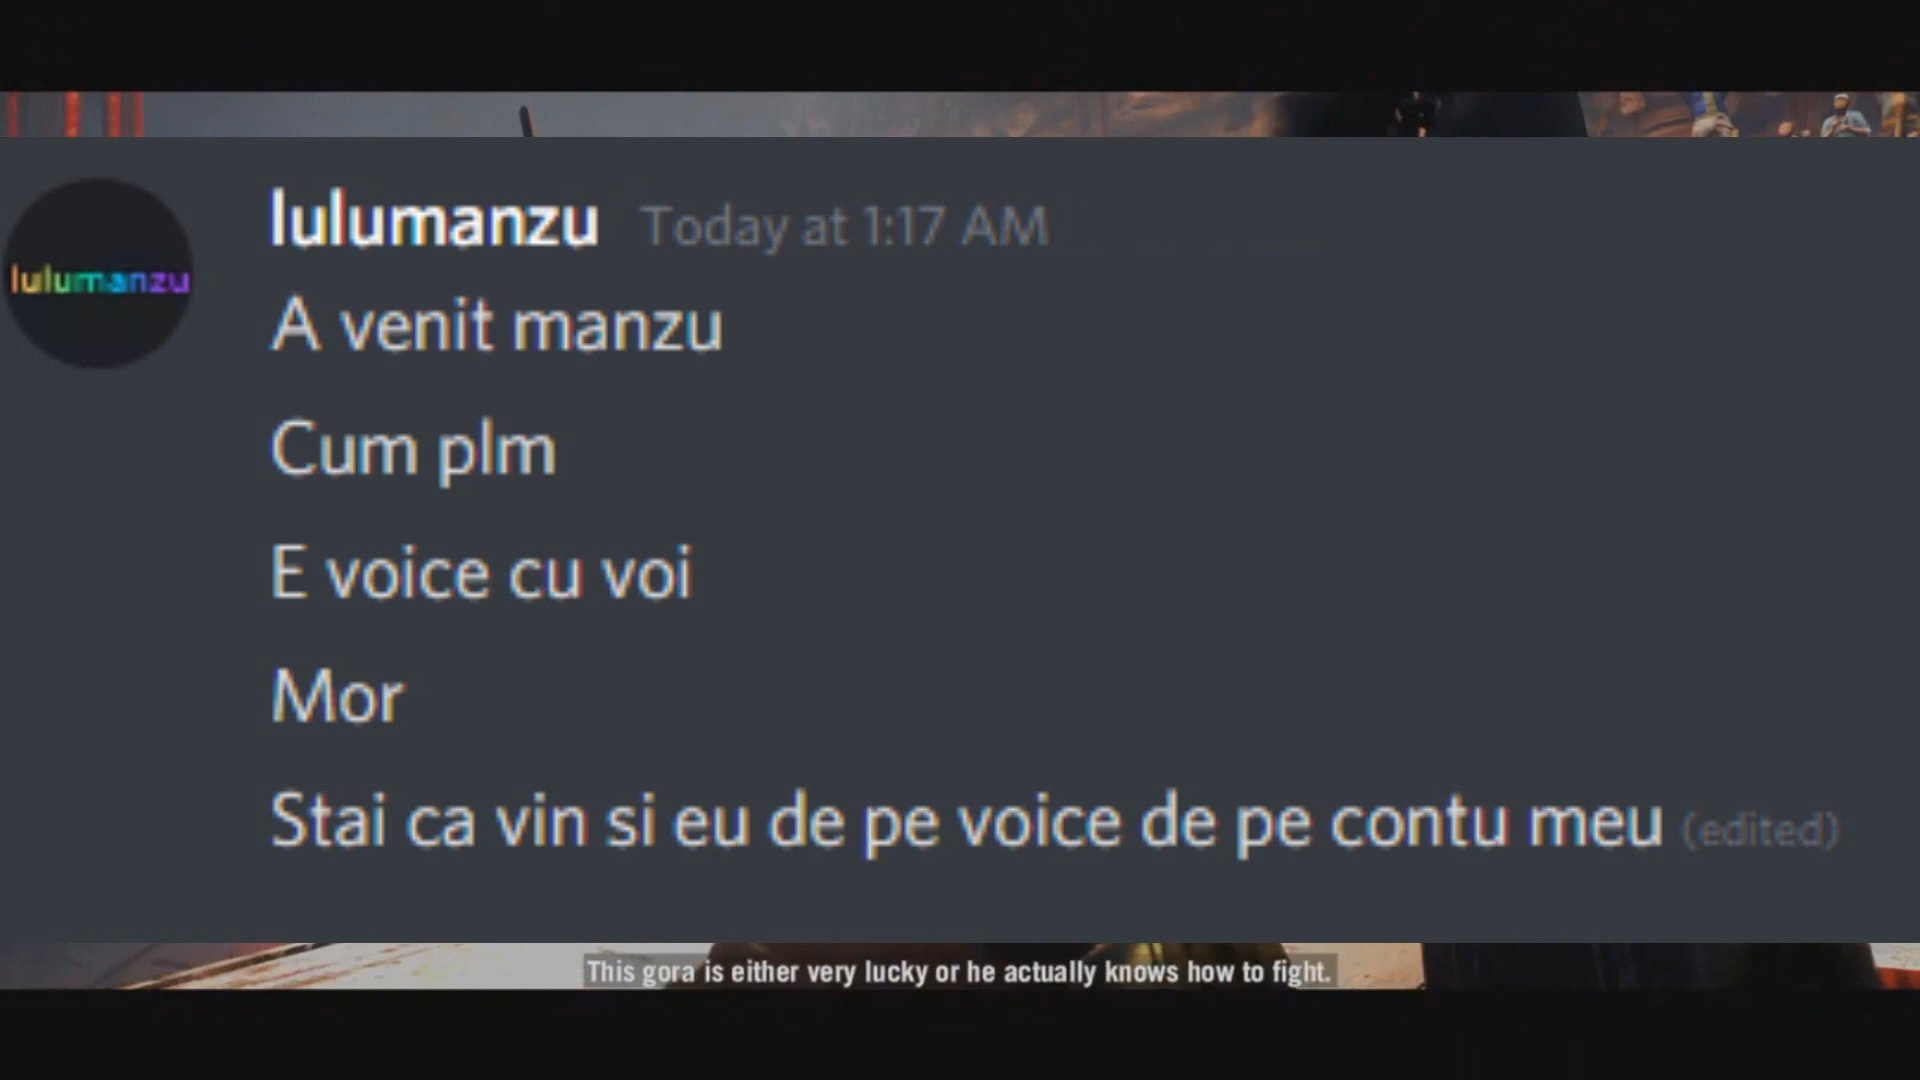 lulumanzu Today at 1:17 AM
lulumanzu
A venit manzu
Cum plm
E voice cu voi
Mor
Stai ca vin si eu de pe voice de pe contu meu (edited)
This gora is either very lucky or he actually knows how to fight.